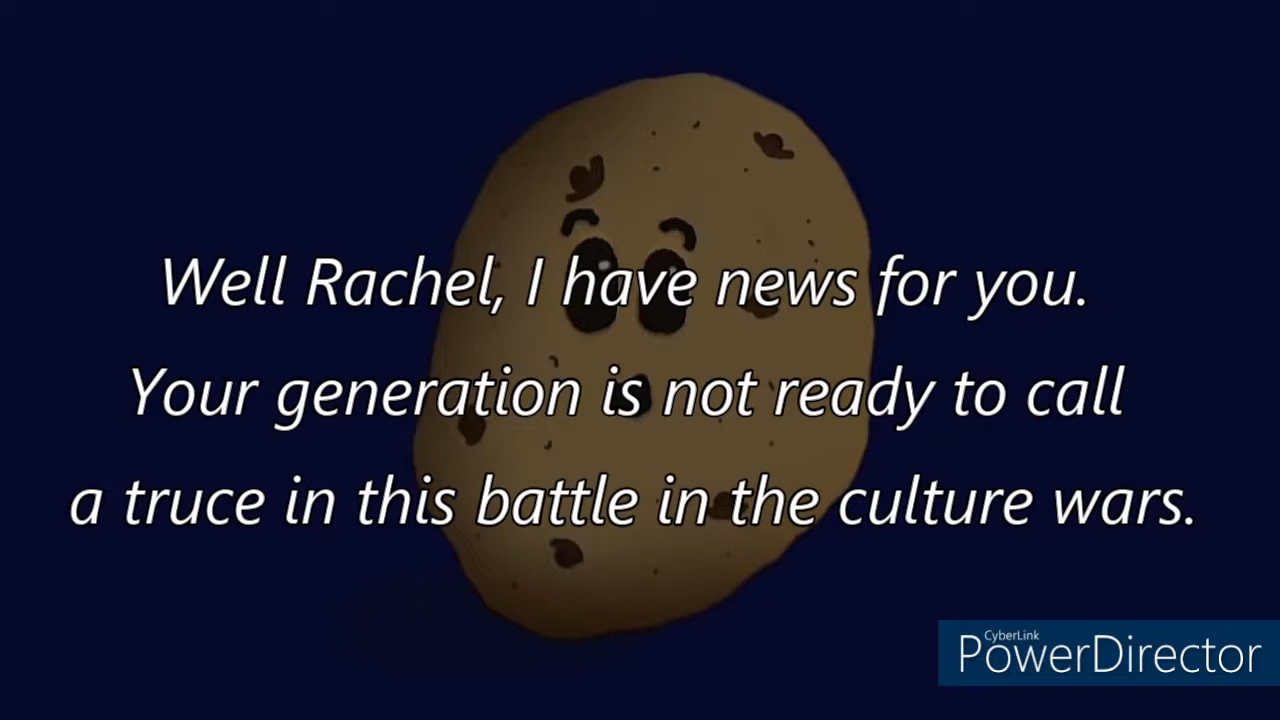 Well Rachel, I have news for you.
Your generation is not ready to call
a truce in this battle in the culture wars.
CyberLink
PowerDirector